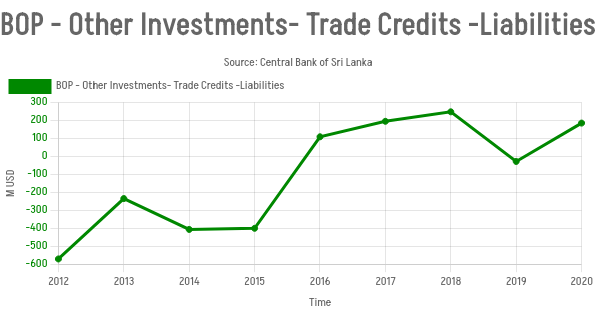 BOP - Other Investments- Trade Credits -Liabilities
Source: Central Bank of Sri Lanka
BOP - Other Investments- Trade Credits -Liabilities
300
200
100
0
-100
-200
-300
-400
-500
-600
M USD
2012 2013 2014 2015 2016 2017 2018 2019 2020
Time